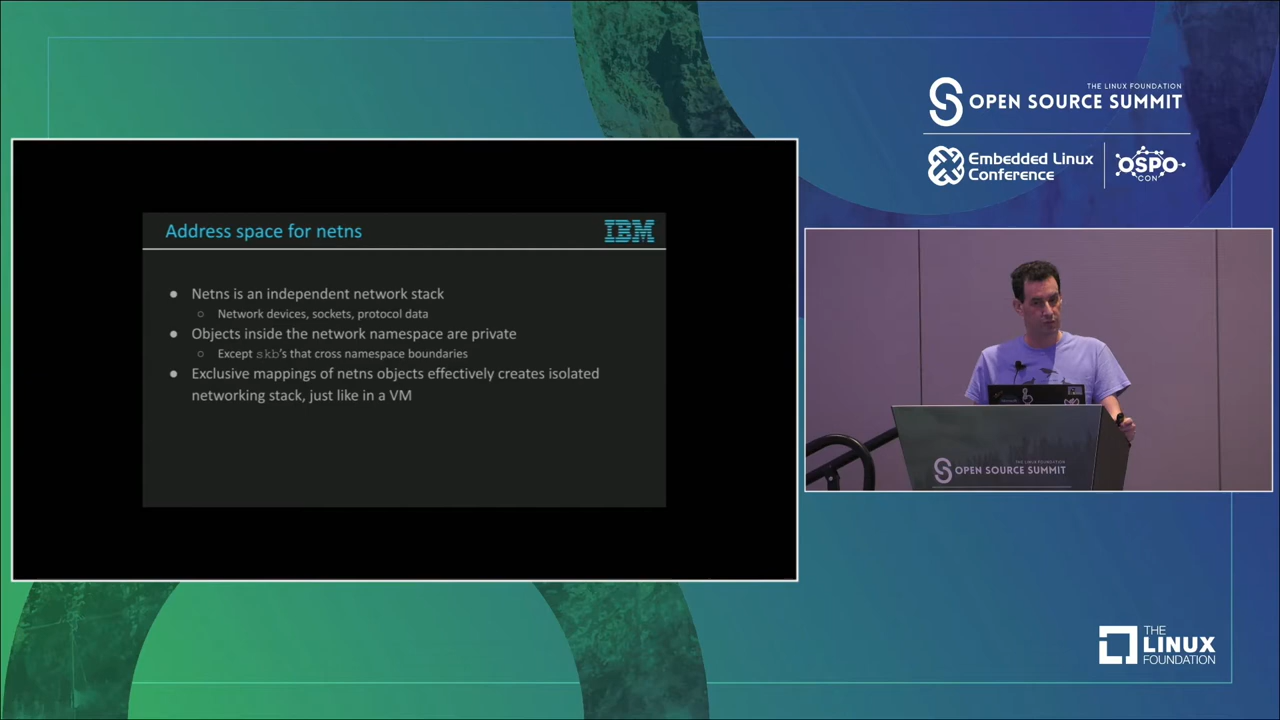 THE LINUX FOUNDATION
OPEN SOURCE SUMMIT
Embedded Linux
Conference
OSPO
CON
Address space for netns
IBM
● Netns is an independent network stack
○ Network devices, sockets, protocol data
● Objects inside the network namespace are private
○ Except skb's that cross namespace boundaries
● Exclusive mappings of netns objects effectively creates isolated
networking stack, just like in a VM
THE LINUX FOUNDATION
OPEN SOURCE SUMMIT
THE
LINUX
FOUNDATION